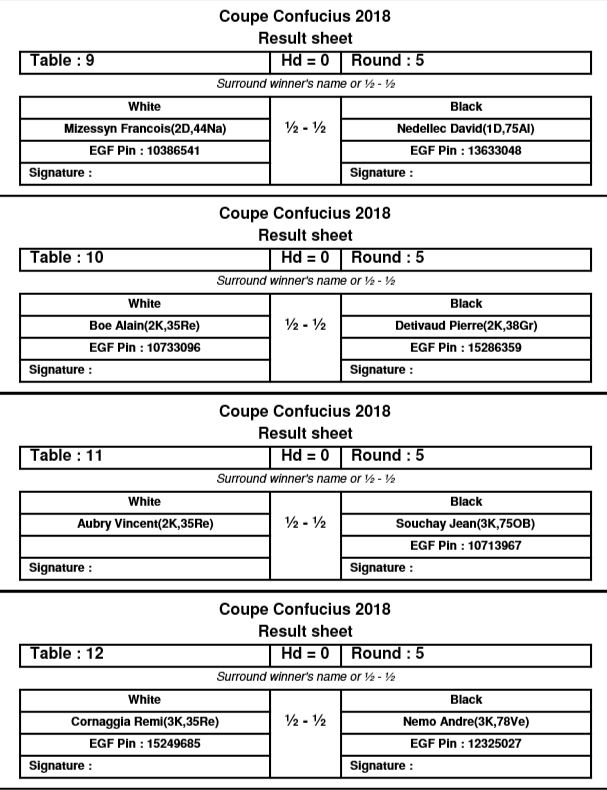 Coupe Confucius 2018
Result sheet
Table : 9 Hd = 0 Round : 5
Surround winner's name or ½ - ½
White Black
Mizessyn Francois(2D,44Na) ½ - ½ Nedellec David(1D,75Al)
EGF Pin : 10386541 EGF Pin : 13633048
Signature : Signature :
Coupe Confucius 2018
Result sheet
Table : 10 Hd = 0 Round : 5
Surround winner's name or ½ - ½
White Black
Boe Alain(2K,35Re) ½ - ½ Detivaud Pierre(2K,38Gr)
EGF Pin : 10733096 EGF Pin : 15286359
Signature : Signature :
Coupe Confucius 2018
Result sheet
Table : 11 Hd = 0 Round : 5
Surround winner's name or ½ - ½
White Black
Aubry Vincent(2K,35Re) ½ - ½ Souchay Jean(3K,75OB)
EGF Pin : 10713967
Signature : Signature :
Coupe Confucius 2018
Result sheet
Table : 12 Hd = 0 Round : 5
Surround winner's name or ½ - ½
White Black
Cornaggia Remi(3K,35Re) ½ - ½ Nemo Andre(3K,78Ve)
EGF Pin : 15249685 EGF Pin : 12325027
Signature : Signature :